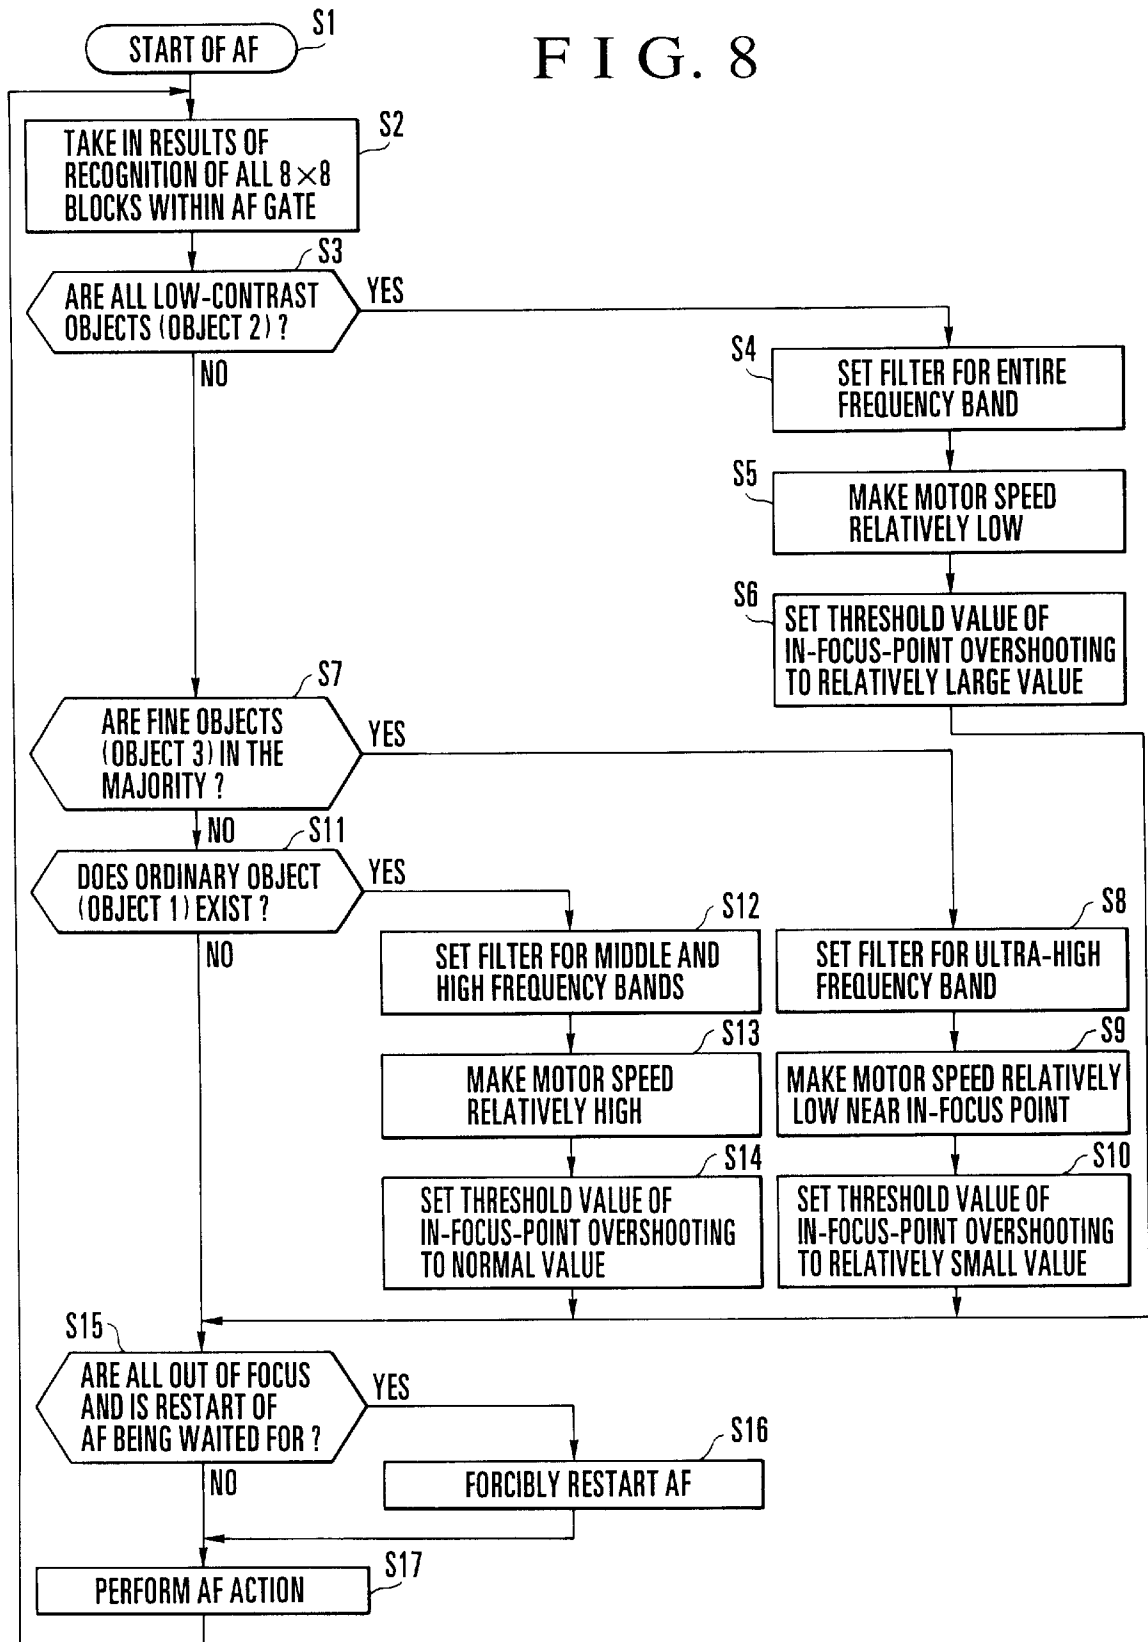 FIG. 8
S1
START OF AF
S2
TAKE IN RESULTS OF
RECOGNITION OF ALL 8×8
BLOCKS WITHIN AF GATE
S3
ARE ALL LOW-CONTRAST
OBJECTS (OBJECT 2) ?
YES
NO
S4
SET FILTER FOR ENTIRE
FREQUENCY BAND
S5
MAKE MOTOR SPEED
RELATIVELY LOW
S6
SET THRESHOLD VALUE OF
IN-FOCUS-POINT OVERSHOOTING
TO RELATIVELY LARGE VALUE
S7
ARE FINE OBJECTS
(OBJECT 3) IN THE
MAJORITY ?
YES
NO
S11
DOES ORDINARY OBJECT
(OBJECT 1) EXIST ?
YES
NO
S12
SET FILTER FOR MIDDLE AND
HIGH FREQUENCY BANDS
S13
MAKE MOTOR SPEED
RELATIVELY HIGH
S14
SET THRESHOLD VALUE OF
IN-FOCUS-POINT OVERSHOOTING
TO NORMAL VALUE
S8
SET FILTER FOR ULTRA-HIGH
FREQUENCY BAND
S9
MAKE MOTOR SPEED RELATIVELY
LOW NEAR IN-FOCUS POINT
S10
SET THRESHOLD VALUE OF
IN-FOCUS-POINT OVERSHOOTING
TO RELATIVELY SMALL VALUE
S15
ARE ALL OUT OF FOCUS
AND IS RESTART OF
AF BEING WAITED FOR ?
YES
NO
S16
FORCIBLY RESTART AF
S17
PERFORM AF ACTION